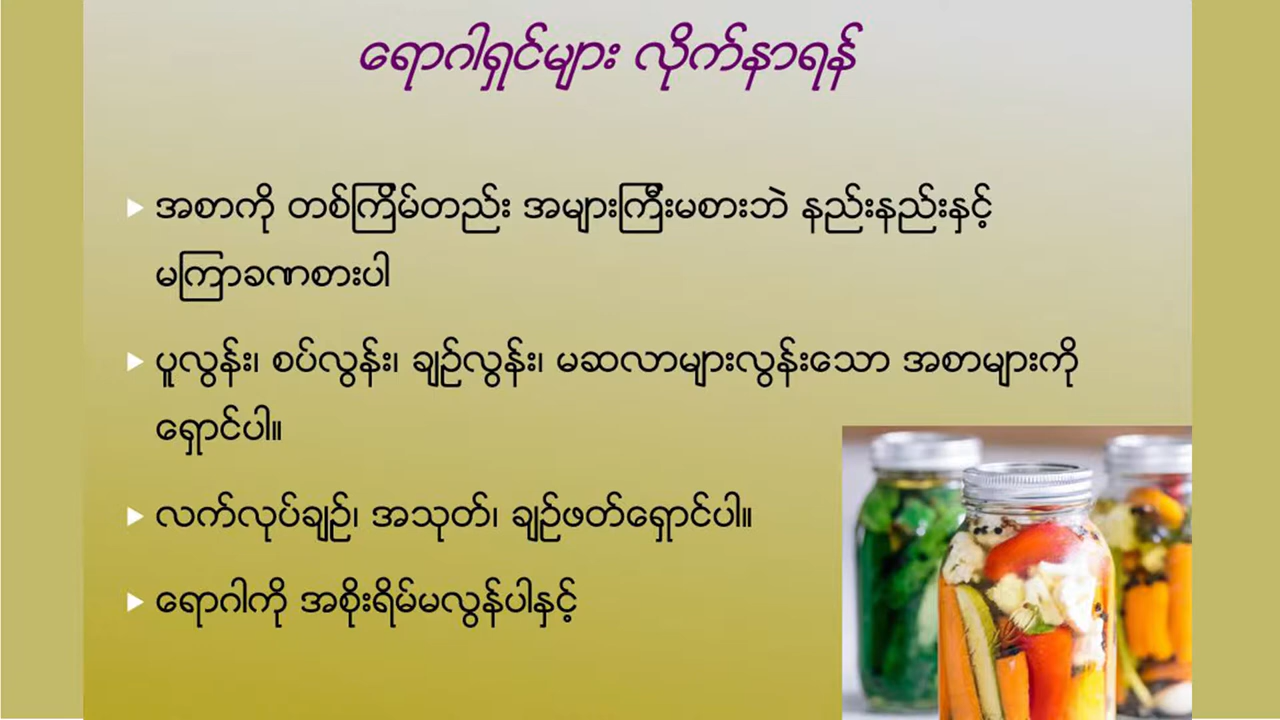 ရောဂါရှင်များ လိုက်နာရန်
အစာကို တစ်ကြိမ်တည်း အများကြီးမစားဘဲ နည်းနည်းနှင့်
မကြာခဏစားပါ
ပူလွန်း၊ စပ်လွန်း၊ ချဉ်လွန်း၊ မဆလာများလွန်းသော အစာများကို
ရှောင်ပါ။
လက်လုပ်ချဉ်၊ အသုတ်၊ ချဉ်ဖတ်ရှောင်ပါ။
ရောဂါကို အစိုးရိမ်မလွန်ပါနှင့်